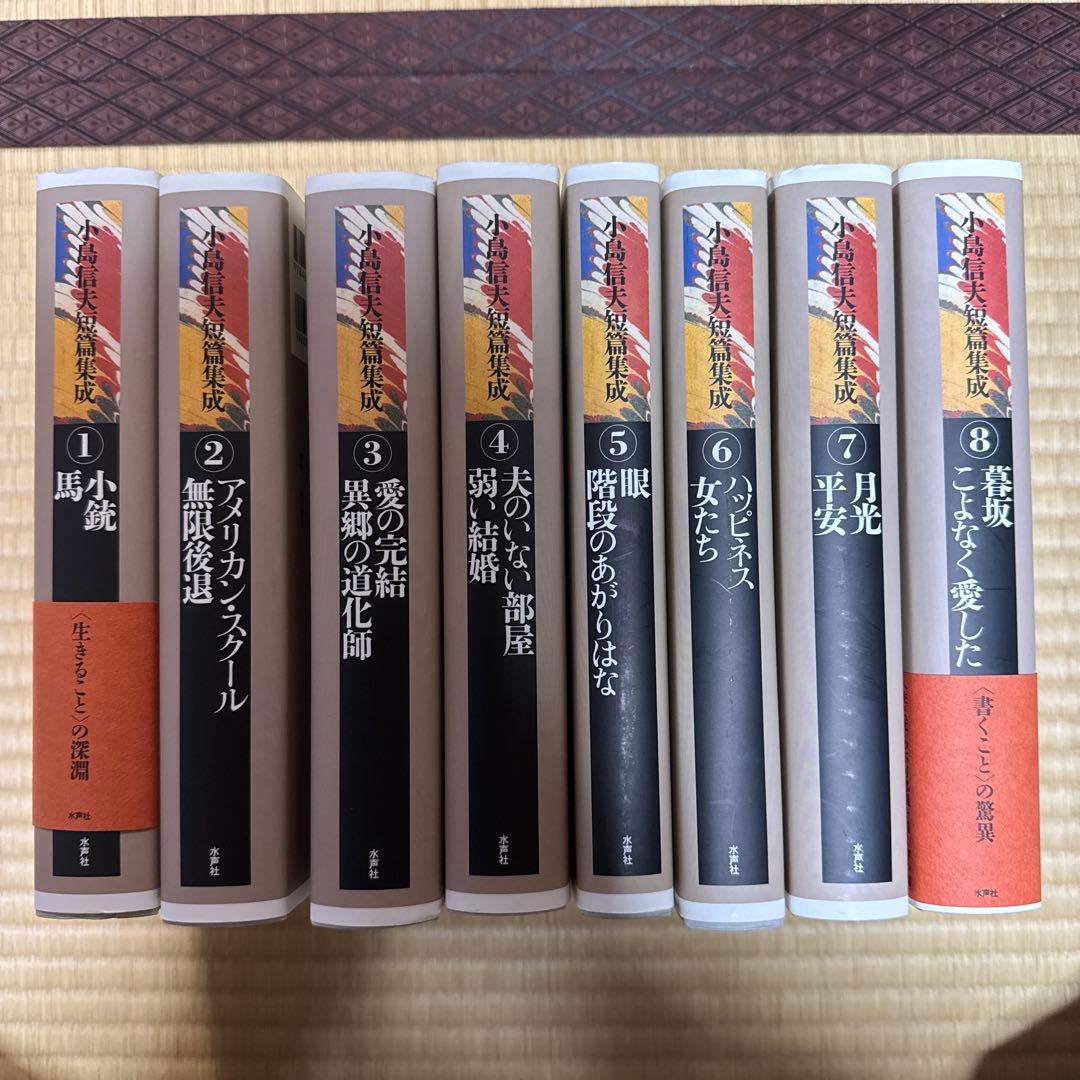 小島信夫短篇集成
1
小銃
馬
〈生きること〉の深淵
水声社
水声社
小島信夫短篇集成
2
アメリカン・スクール
無限後退
水声社
小島信夫短篇集成
3
愛の完結
異郷の道化師
水声社
小島信夫短篇集成
4
夫のいない部屋
弱い結婚
水声社
小島信夫短篇集成
5
眼
階段のあがりはな
水声社
小島信夫短篇集成
6
ハッピネス
女たち
水声社
小島信夫短篇集成
7
月光
平安
水声社
小島信夫短篇集成
8
暮坂
こよなく愛した
〈書くこと〉の驚異
水声社